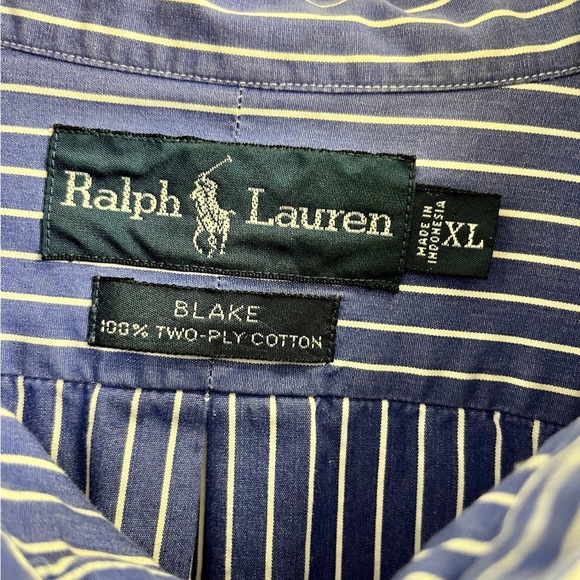 Ralph Lauren
MADE IN
INDONESIA
XL
BLAKE
100% TWO-PLY COTTON